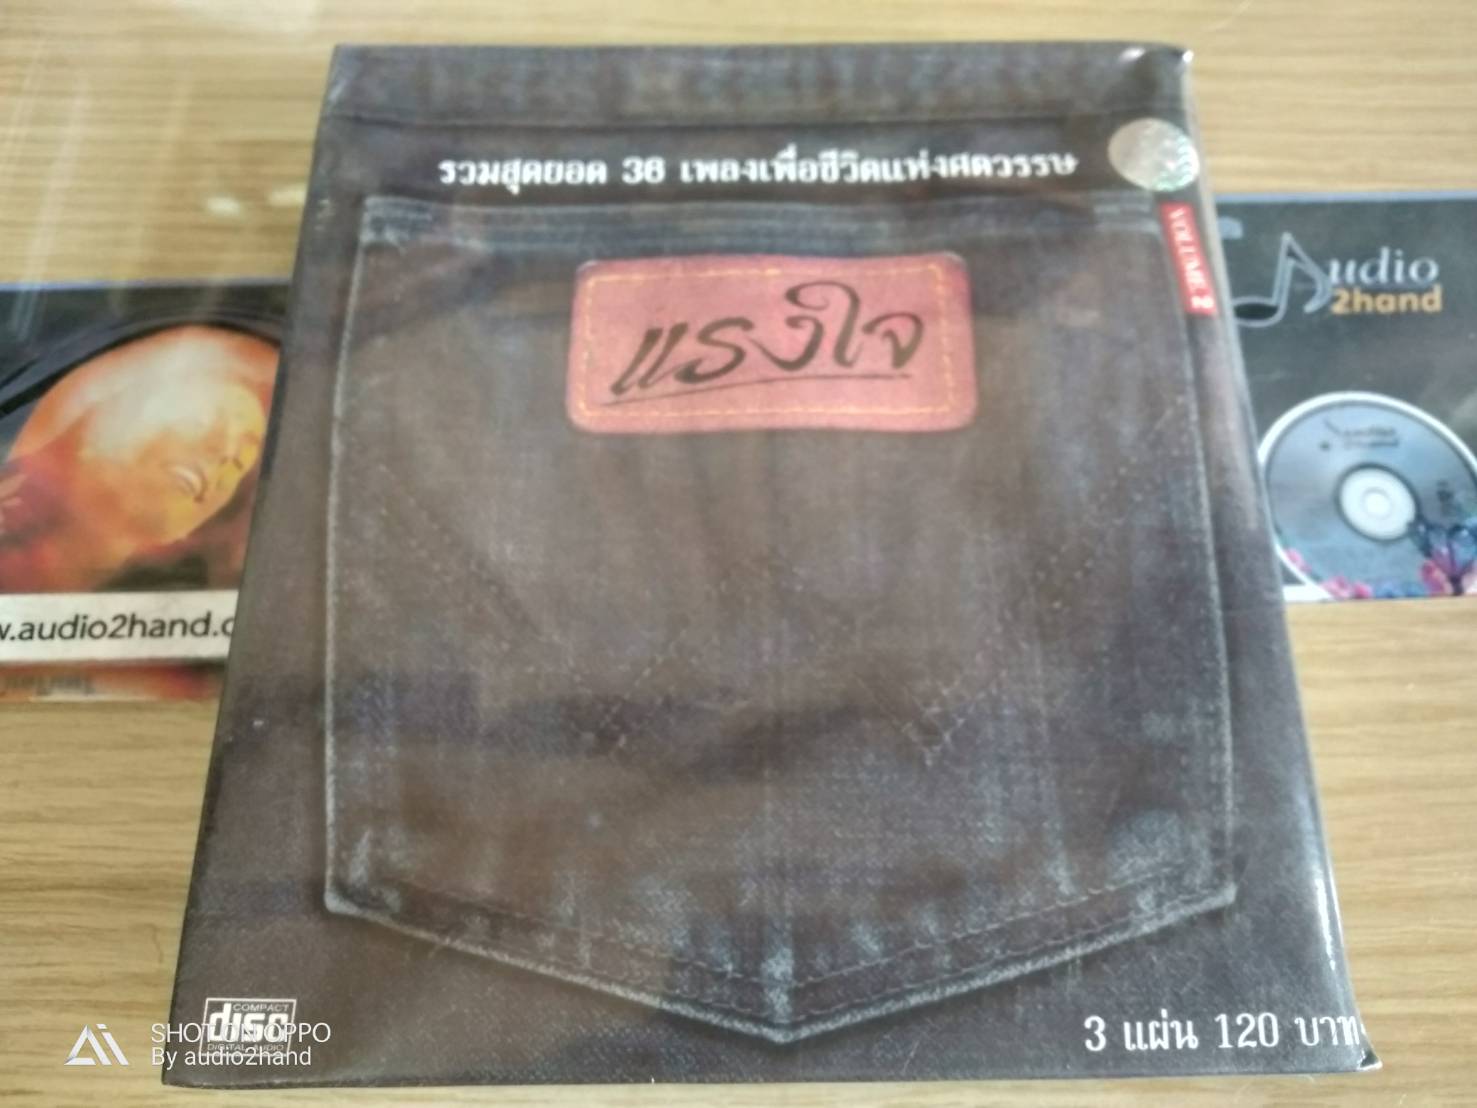 รวมสุดยอด 36 เพลงเพื่อชีวิตแห่งศตวรรษ
VOLUME 2
แรงใจ
Audio
2hand
w.audio2hand.c
COMPACT
disc
DIGITAL AUDIO
3 แผ่น 120 บาท
SHOT ON OPPO
By audio2hand